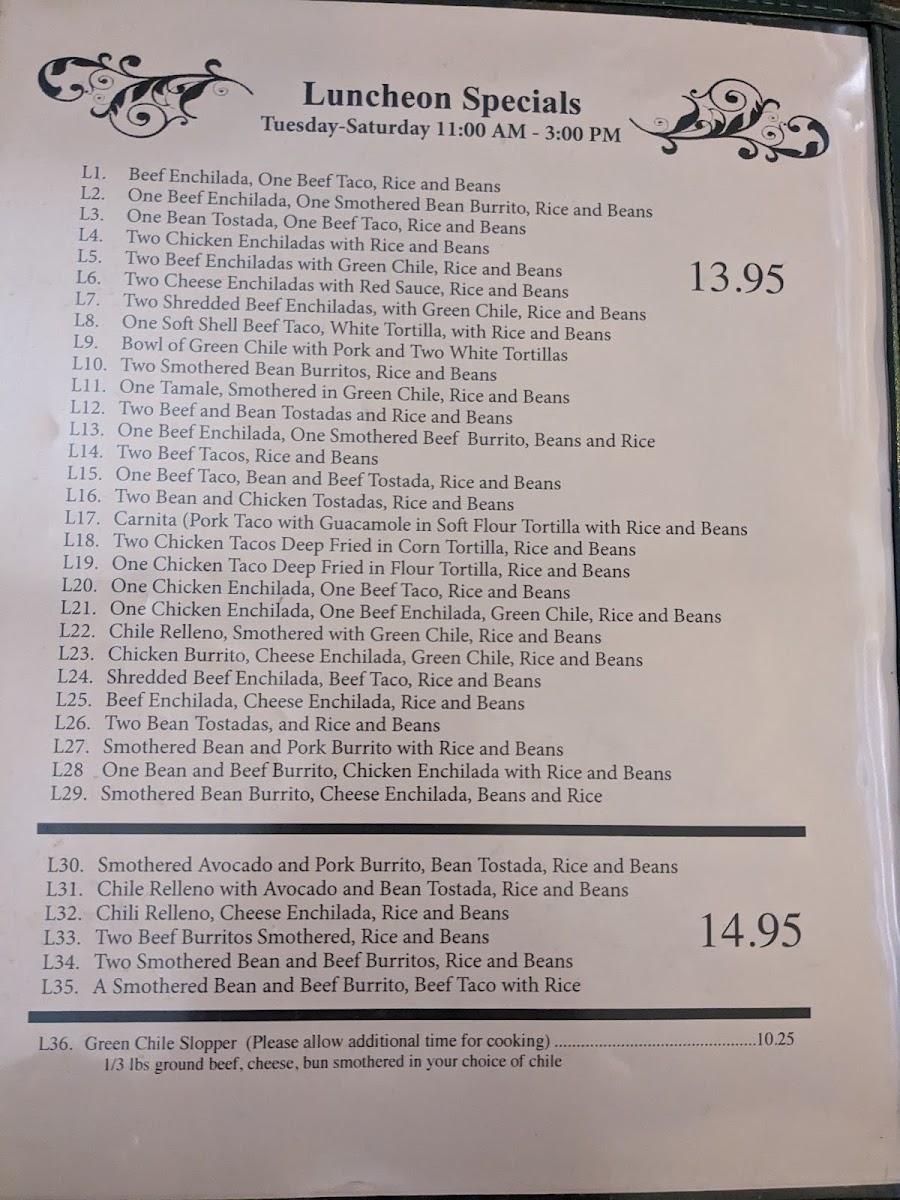 Luncheon Specials
Tuesday-Saturday 11:00 AM - 3:00 PM
L1. Beef Enchilada, One Beef Taco, Rice and Beans
L2. One Beef Enchilada, One Smothered Bean Burrito, Rice and Beans
L3. One Bean Tostada, One Beef Taco, Rice and Beans
L4. Two Chicken Enchiladas with Rice and Beans
L5. Two Beef Enchiladas with Green Chile, Rice and Beans
13.95
L6. Two Cheese Enchiladas with Red Sauce, Rice and Beans
L7. Two Shredded Beef Enchiladas, with Green Chile, Rice and Beans
L8. One Soft Shell Beef Taco, White Tortilla, with Rice and Beans
L9. Bowl of Green Chile with Pork and Two White Tortillas
L10. Two Smothered Bean Burritos, Rice and Beans
L11. One Tamale, Smothered in Green Chile, Rice and Beans
L12. Two Beef and Bean Tostadas and Rice and Beans
L13. One Beef Enchilada, One Smothered Beef Burrito, Beans and Rice
L14. Two Beef Tacos, Rice and Beans
L15. One Beef Taco, Bean and Beef Tostada, Rice and Beans
L16. Two Bean and Chicken Tostadas, Rice and Beans
L17. Carnita (Pork Taco with Guacamole in Soft Flour Tortilla with Rice and Beans
L18. Two Chicken Tacos Deep Fried in Corn Tortilla, Rice and Beans
L19. One Chicken Taco Deep Fried in Flour Tortilla, Rice and Beans
L20. One Chicken Enchilada, One Beef Taco, Rice and Beans
L21. One Chicken Enchilada, One Beef Enchilada, Green Chile, Rice and Beans
L22. Chile Relleno, Smothered with Green Chile, Rice and Beans
L23. Chicken Burrito, Cheese Enchilada, Green Chile, Rice and Beans
L24. Shredded Beef Enchilada, Beef Taco, Rice and Beans
L25. Beef Enchilada, Cheese Enchilada, Rice and Beans
L26. Two Bean Tostadas, and Rice and Beans
L27. Smothered Bean and Pork Burrito with Rice and Beans
L28 One Bean and Beef Burrito, Chicken Enchilada with Rice and Beans
L29. Smothered Bean Burrito, Cheese Enchilada, Beans and Rice
L30. Smothered Avocado and Pork Burrito, Bean Tostada, Rice and Beans
L31. Chile Relleno with Avocado and Bean Tostada, Rice and Beans
L32. Chili Relleno, Cheese Enchilada, Rice and Beans
14.95
L33. Two Beef Burritos Smothered, Rice and Beans
L34. Two Smothered Bean and Beef Burritos, Rice and Beans
L35. A Smothered Bean and Beef Burrito, Beef Taco with Rice
L36. Green Chile Slopper (Please allow additional time for cooking) .............................................10.25
1/3 lbs ground beef, cheese, bun smothered in your choice of chile